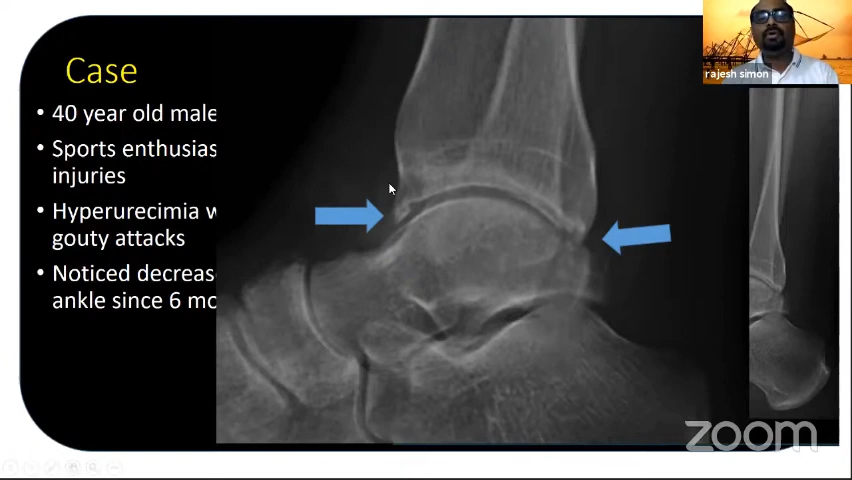 Case
• 40 year old male
• Sports enthusias
injuries
• Hyperurecimia w
gouty attacks
• Noticed decreas
ankle since 6 mo
rajesh simon
zoom